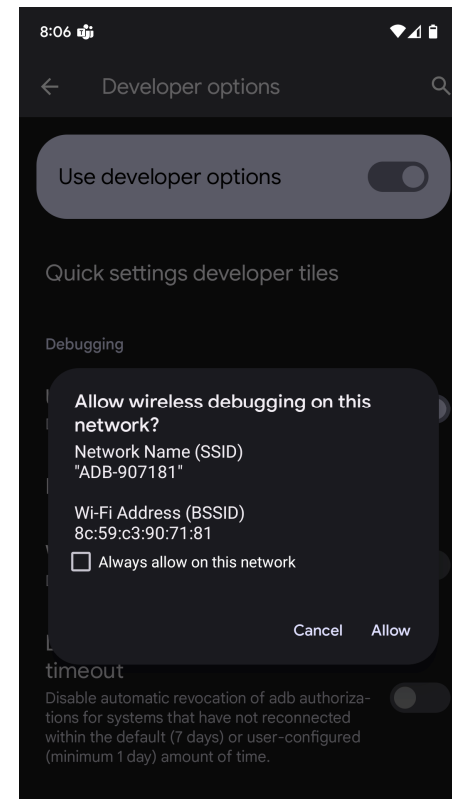 8:06
Developer options
Use developer options
Quick settings developer tiles
Debugging
Allow wireless debugging on this
network?
Network Name (SSID)
"ADB-907181"
Wi-Fi Address (BSSID)
8c:59:c3:90:71:81
Always allow on this network
Cancel Allow
timeout
Disable automatic revocation of adb authoriza-
tions for systems that have not reconnected
within the default (7 days) or user-configured
(minimum 1 day) amount of time.